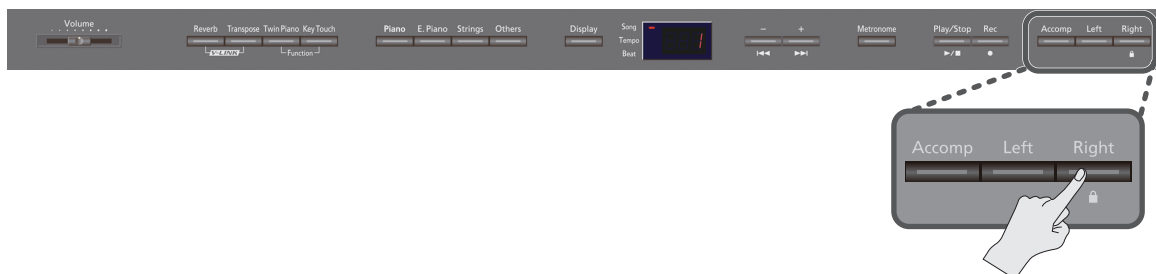 Volume
Reverb Transpose Twin Piano Key Touch
V-LINK
Function
Piano E. Piano Strings Others
Display
Song
Tempo
Beat
1
− +
Metronome
Play/Stop Rec
Accomp Left Right
Accomp Left Right